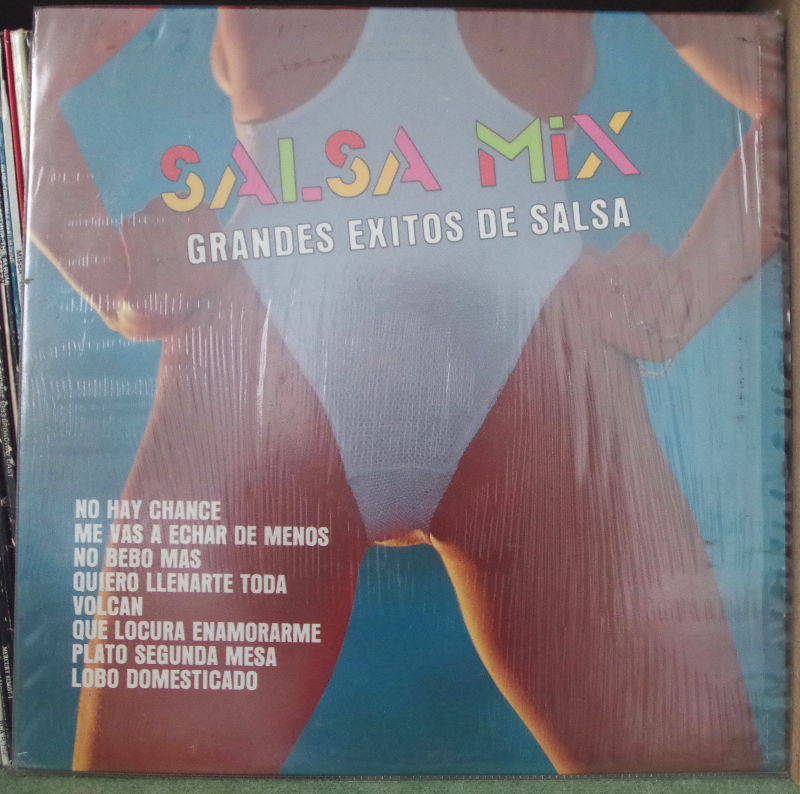 SALSA MiX
GRANDES EXITOS DE SALSA
NO HAY CHANCE
ME VAS A ECHAR DE MENOS
NO BEBO MAS
QUIERO LLENARTE TODA
VOLCAN
QUE LOCURA ENAMORARME
PLATO SEGUNDA MESA
LOBO DOMESTICADO